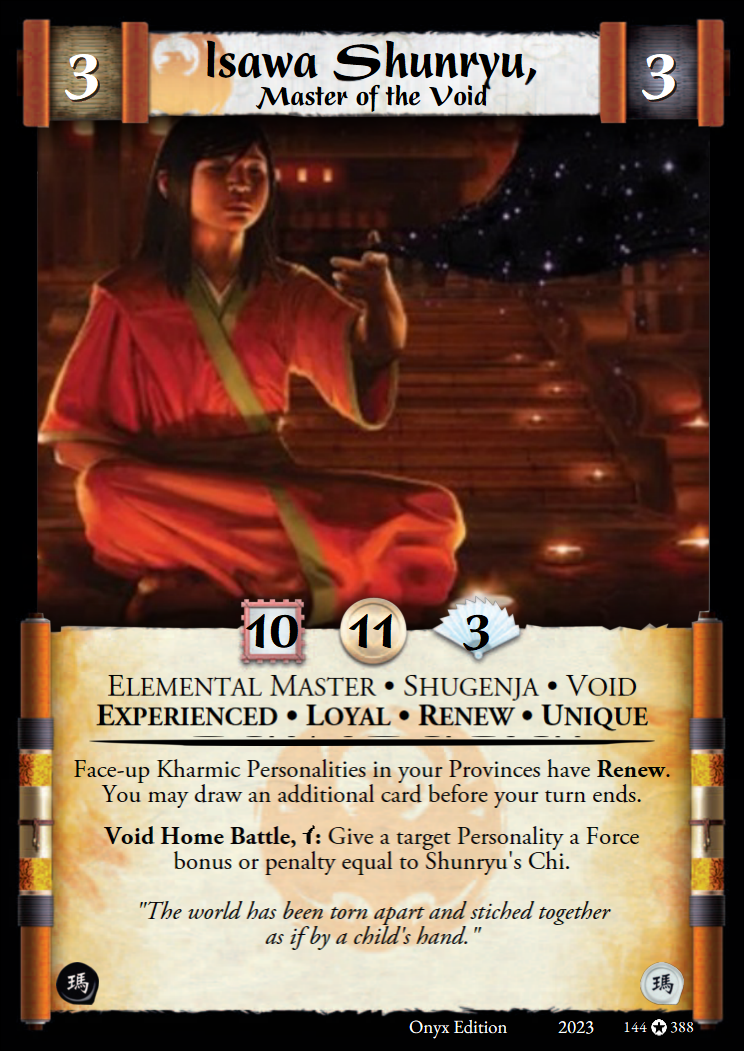 3
Isawa Shunryu,
Master of the Void
3
10
11
3
ELEMENTAL MASTER • SHUGENJA • VOID
EXPERIENCED • LOYAL • RENEW • UNIQUE
Face-up Kharmic Personalities in your Provinces have Renew.
You may draw an additional card before your turn ends.
Void Home Battle, : Give a target Personality a Force
bonus or penalty equal to Shunryu's Chi.
"The world has been torn apart and stiched together
as if by a child's hand."
瑪
瑪
Onyx Edition 2023 144 ✪ 388